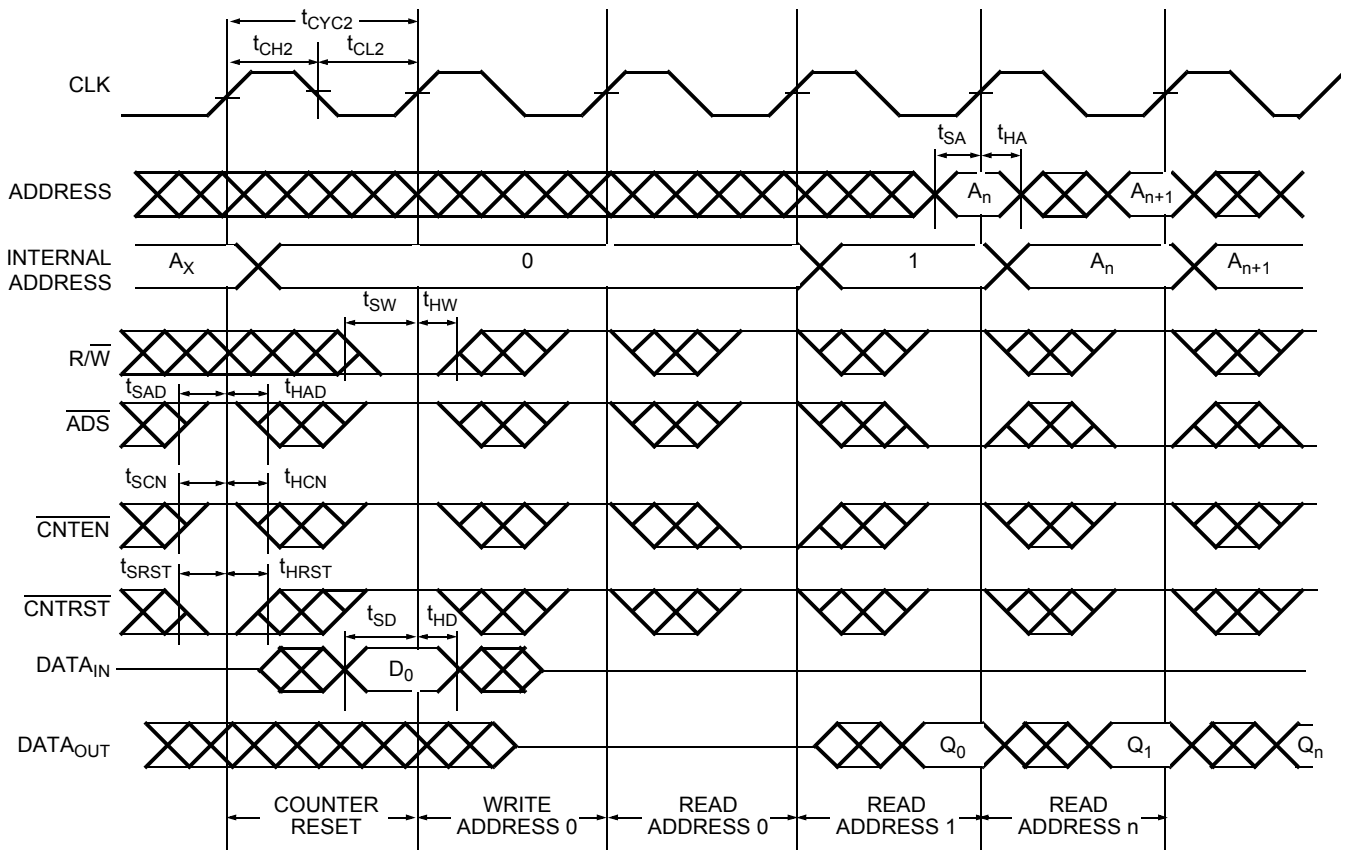 tCYC2
tCH2 tCL2
CLK
tSA tHA
ADDRESS An An+1
INTERNAL ADDRESS AX 0 1 An An+1
tSW tHW
R/W
tSAD tHAD
ADS
tSCN tHCN
CNTEN
tSRST tHRST
CNTRST
tSD tHD
DATAIN D0
DATAOUT Q0 Q1 Qn
COUNTER RESET
WRITE ADDRESS 0
READ ADDRESS 0
READ ADDRESS 1
READ ADDRESS n